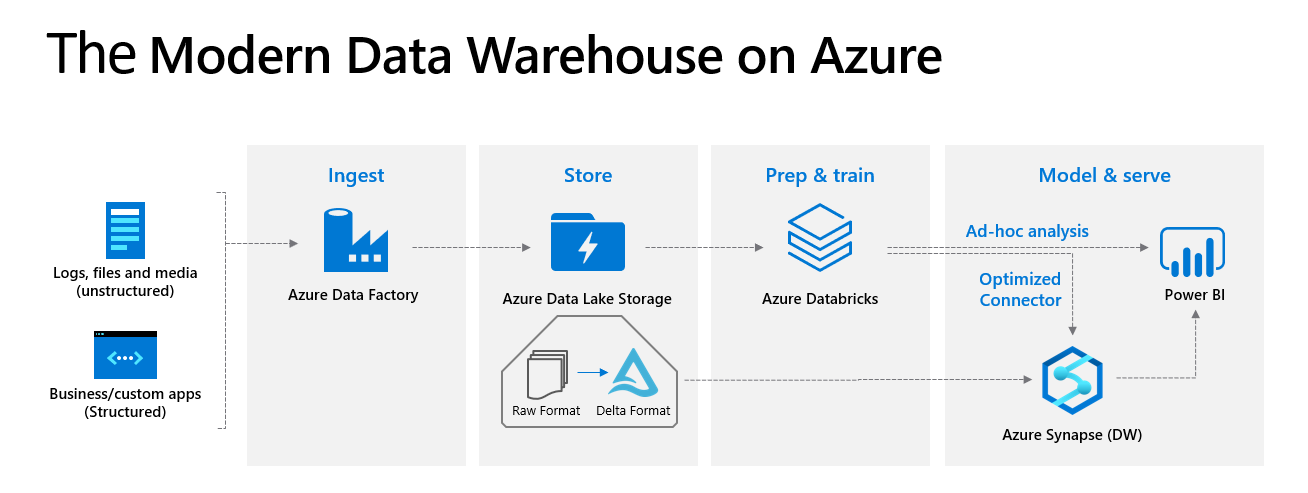 The Modern Data Warehouse on Azure
Ingest
Store
Prep & train
Model & serve
Logs, files and media
(unstructured)
Business/custom apps
(Structured)
Azure Data Factory
Azure Data Lake Storage
Raw Format
Delta Format
Azure Databricks
Ad-hoc analysis
Optimized
Connector
Power BI
Azure Synapse (DW)